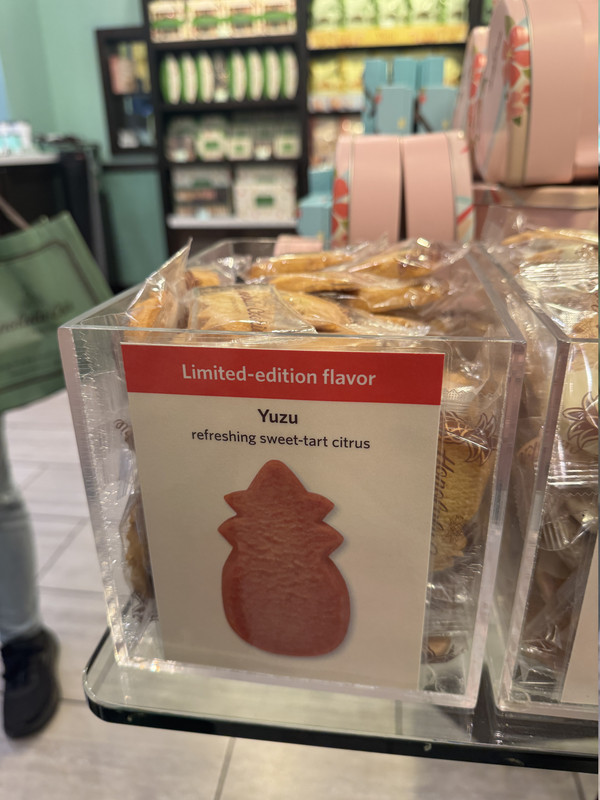 Limited-edition flavor
Yuzu
refreshing sweet-tart citrus